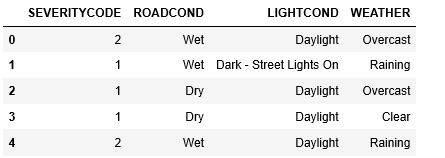 SEVERITYCODE ROADCOND LIGHTCOND WEATHER
0 2 Wet Daylight Overcast
1 1 Wet Dark - Street Lights On Raining
2 1 Dry Daylight Overcast
3 1 Dry Daylight Clear
4 2 Wet Daylight Raining